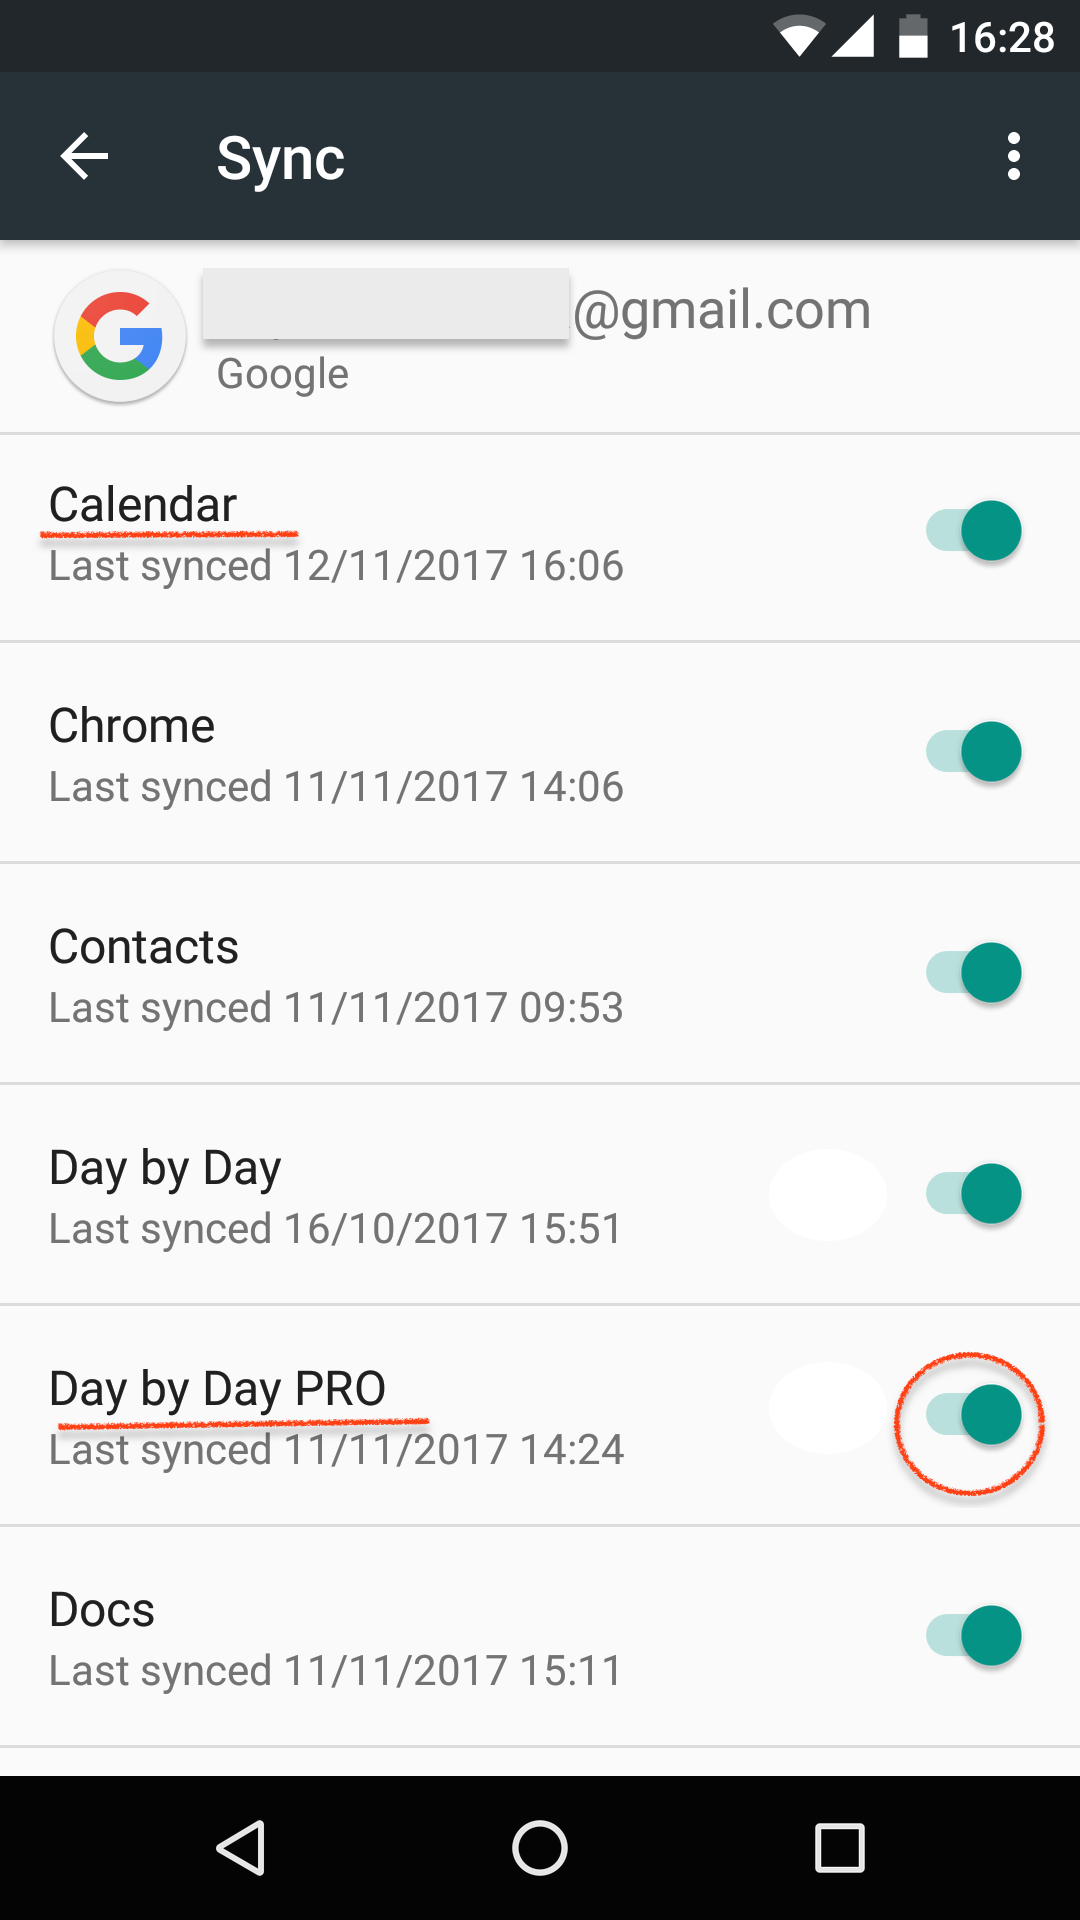 16:28
Sync
@gmail.com
Google
Calendar
Last synced 12/11/2017 16:06
Chrome
Last synced 11/11/2017 14:06
Contacts
Last synced 11/11/2017 09:53
Day by Day
Last synced 16/10/2017 15:51
Day by Day PRO
Last synced 11/11/2017 14:24
Docs
Last synced 11/11/2017 15:11